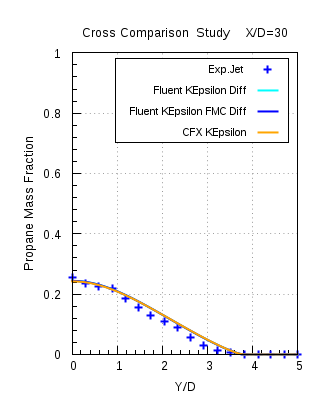 Cross Comparison Study X/D=30
Exp.Jet
Fluent KEpsilon Diff
Fluent KEpsilon FMC Diff
CFX KEpsilon
Propane Mass Fraction
1
0.8
0.6
0.4
0.2
0
0 1 2 3 4 5
Y/D